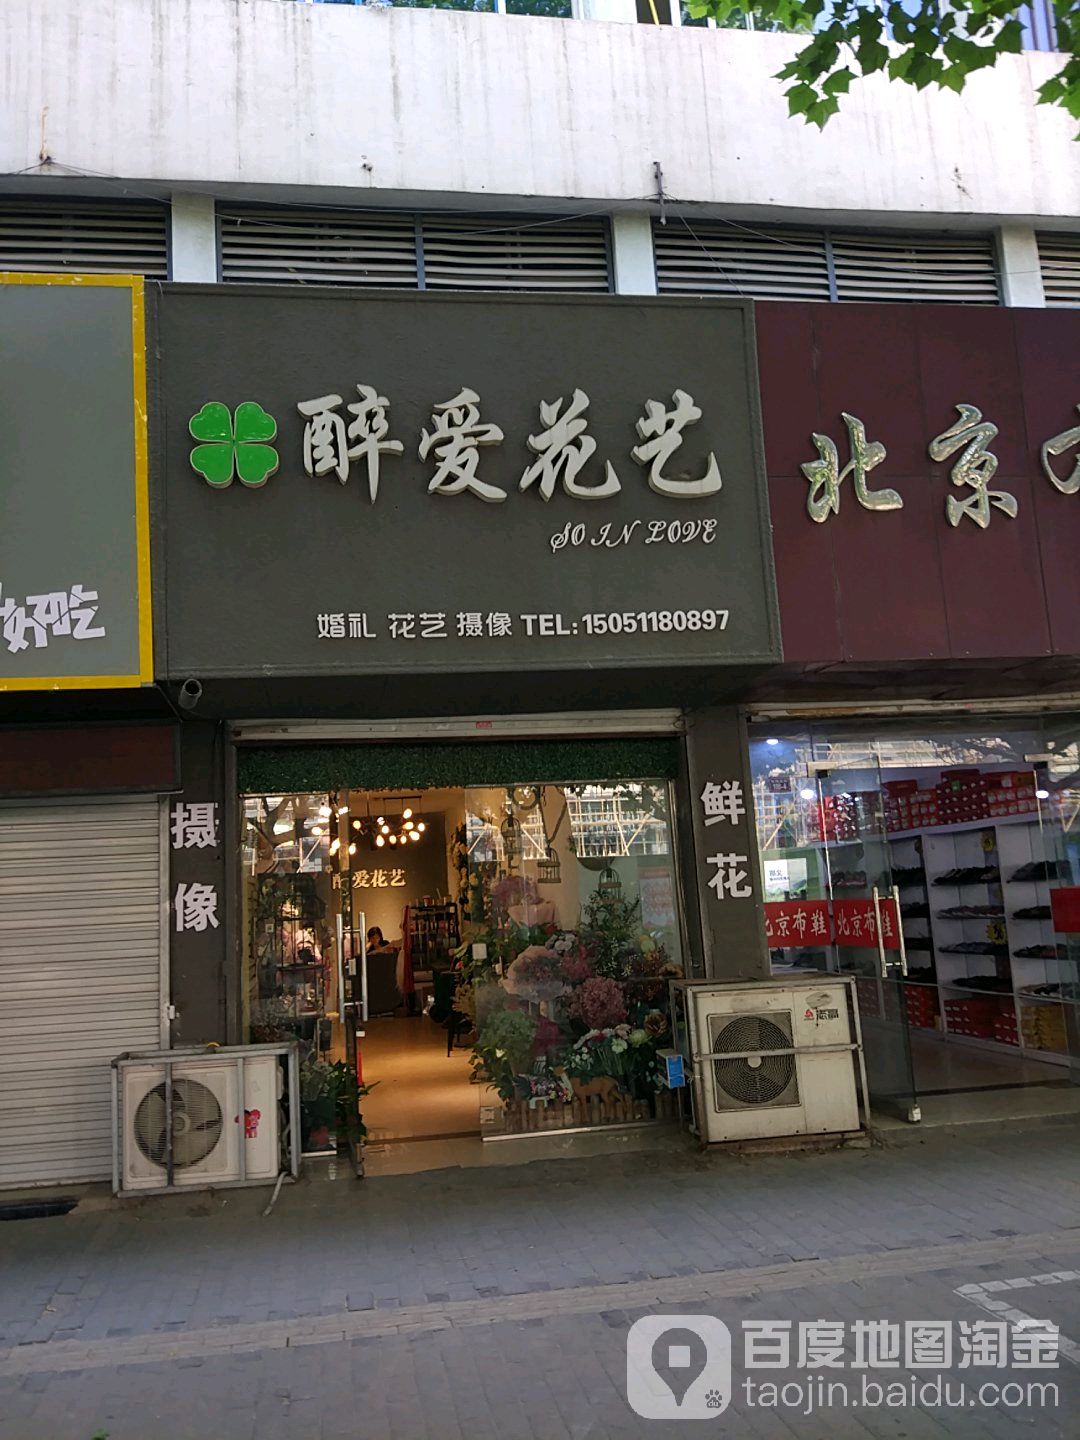 醉爱花艺
SO IN LOVE
婚礼 花艺 摄像 TEL:15051180897
好吃
北京
摄像
鲜花
爱花艺
北京布鞋
北京布鞋
志高
百度地图淘金
taojin.baidu.com